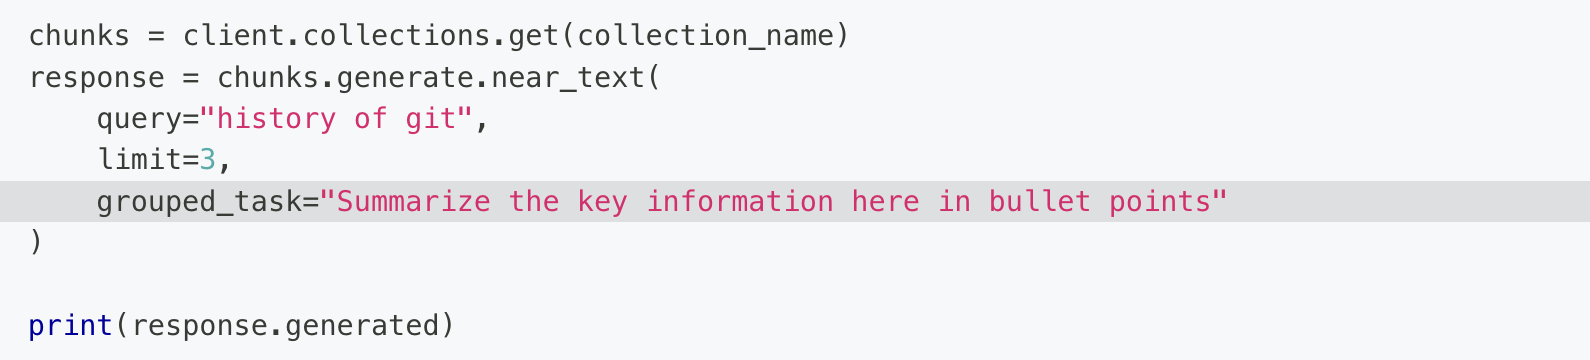 chunks = client.collections.get(collection_name)
response = chunks.generate.near_text(
    query="history of git",
    limit=3,
    grouped_task="Summarize the key information here in bullet points"
)

print(response.generated)